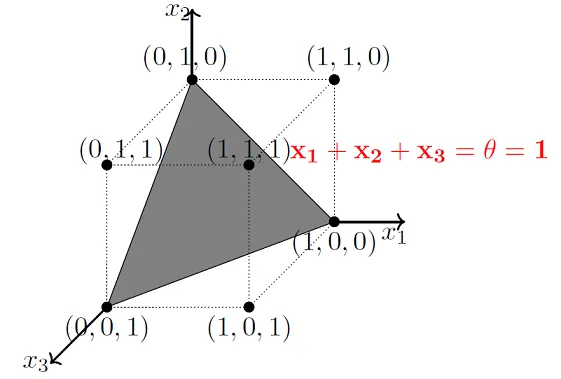 x₂
(0, 1, 0) (1, 1, 0)
(0, 1, 1) (1, 1, 1) x₁ + x₂ + x₃ = θ = 1
(1, 0, 0) x₁
(0, 0, 1) (1, 0, 1)
x₃